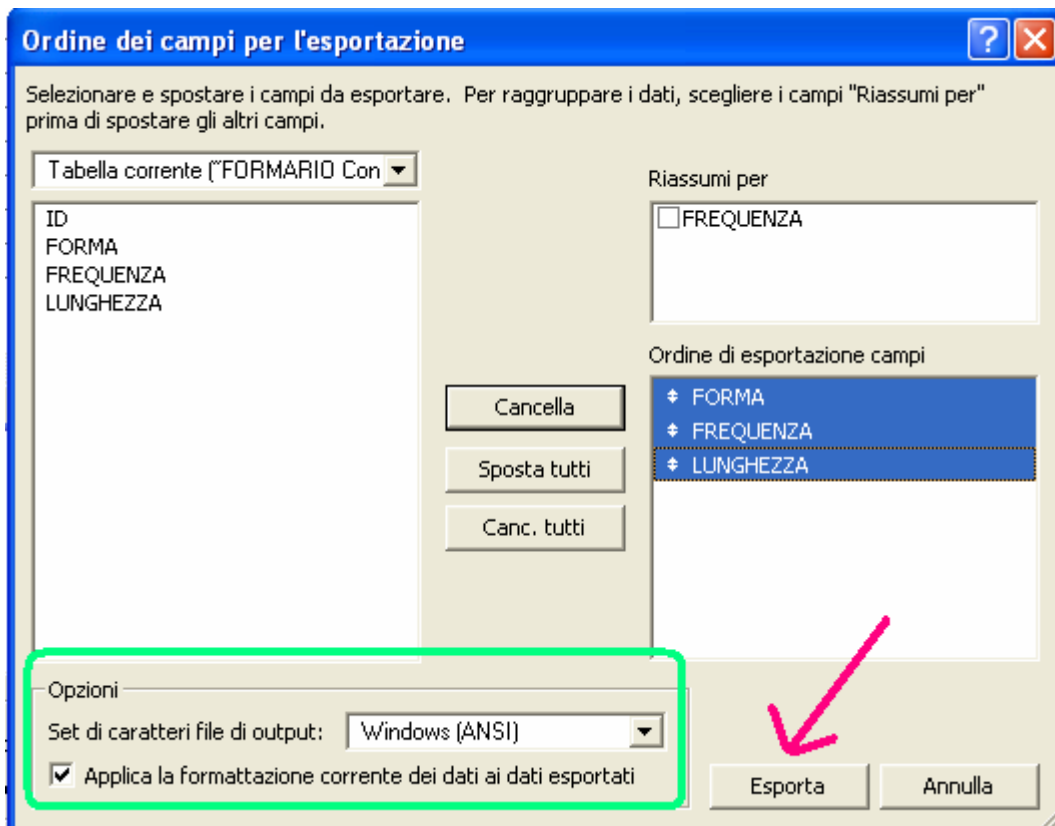 Ordine dei campi per l'esportazione
Selezionare e spostare i campi da esportare. Per raggruppare i dati, scegliere i campi "Riassumi per"
prima di spostare gli altri campi.
Tabella corrente ("FORMARIO Con
ID
FORMA
FREQUENZA
LUNGHEZZA
Cancella
Sposta tutti
Canc. tutti
Riassumi per
FREQUENZA
Ordine di esportazione campi
FORMA
FREQUENZA
LUNGHEZZA
Opzioni
Set di caratteri file di output: Windows (ANSI)
Applica la formattazione corrente dei dati ai dati esportati
Esporta
Annulla